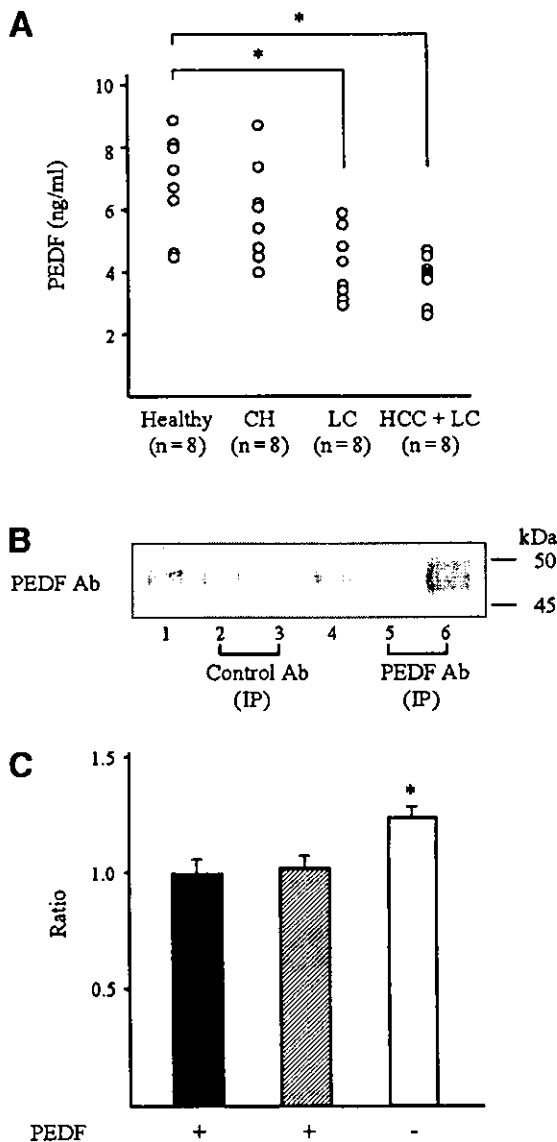 A
*
*
10
8
6
4
2
PEDF (ng/ml)
Healthy CH LC HCC + LC
(n=8) (n=8) (n=8) (n=8)
B
kDa
PEDF Ab
50
45
1 2 3 4 5 6
Control Ab PEDF Ab
(IP) (IP)
C
1.5
*
1.0
Ratio
0.5
PEDF + + -